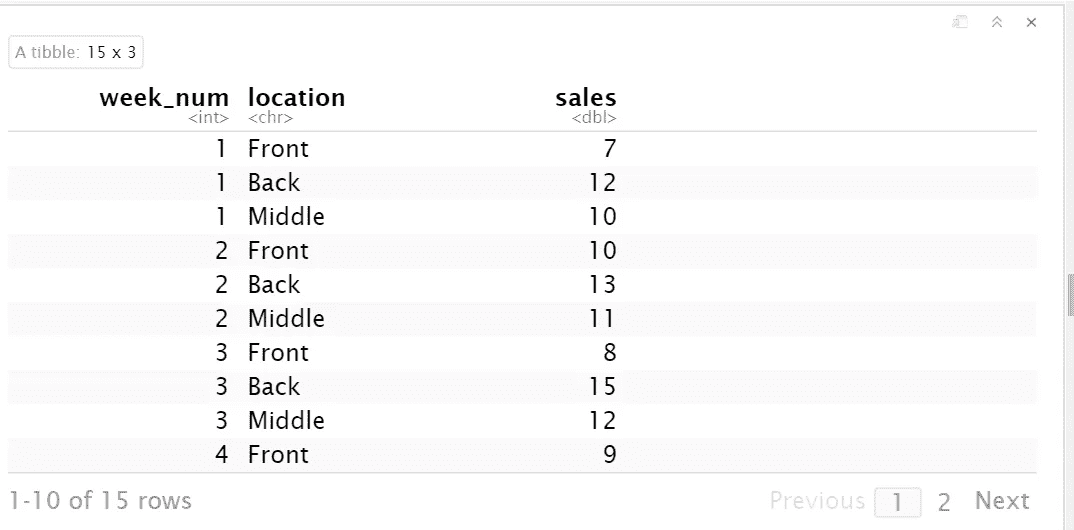 A tibble: 15 x 3
week_num location sales
<int> <chr> <dbl>
1 Front 7
1 Back 12
1 Middle 10
2 Front 10
2 Back 13
2 Middle 11
3 Front 8
3 Back 15
3 Middle 12
4 Front 9
1-10 of 15 rows Previous 1 2 Next